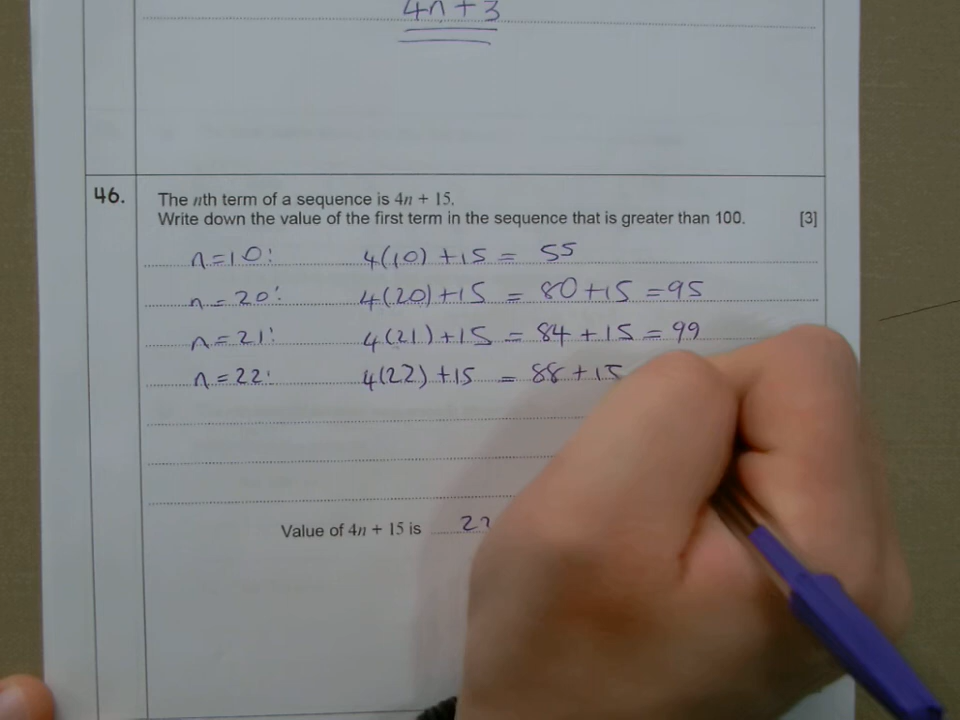 4n + 3
46. The nth term of a sequence is 4n + 15.
Write down the value of the first term in the sequence that is greater than 100. [3]
n=10: 4(10) +15 = 55
n=20: 4(20)+15 = 80+15 =95
n=21: 4(21)+15 = 84 +15 = 99
n=22: 4(22) +15 = 88 +15
Value of 4n + 15 is